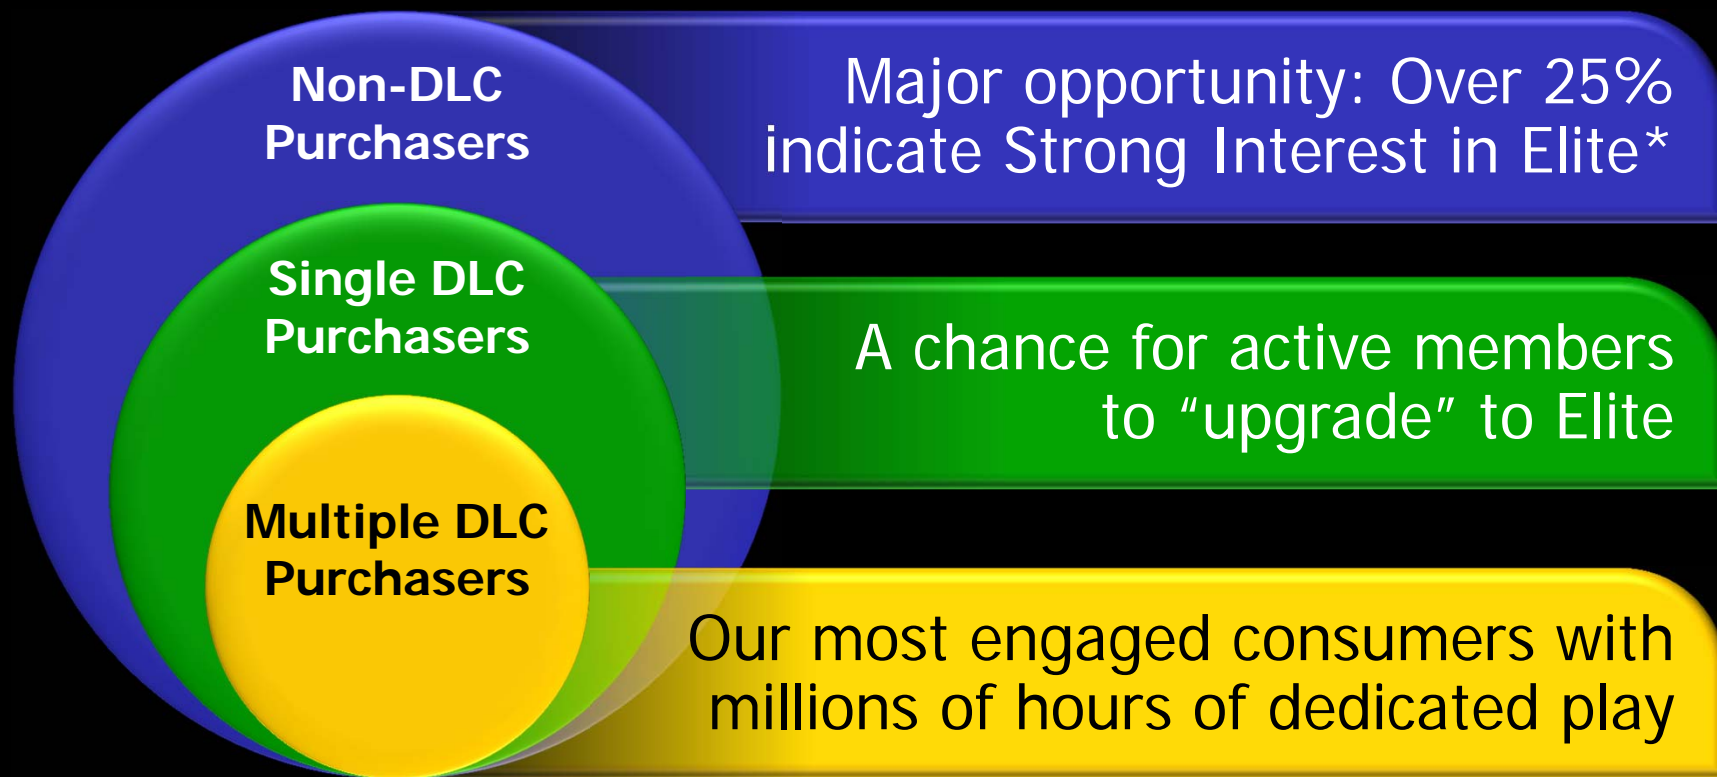 Non-DLC
Purchasers
Major opportunity: Over 25%
indicate Strong Interest in Elite*
Single DLC
Purchasers
A chance for active members
to “upgrade” to Elite
Multiple DLC
Purchasers
Our most engaged consumers with
millions of hours of dedicated play